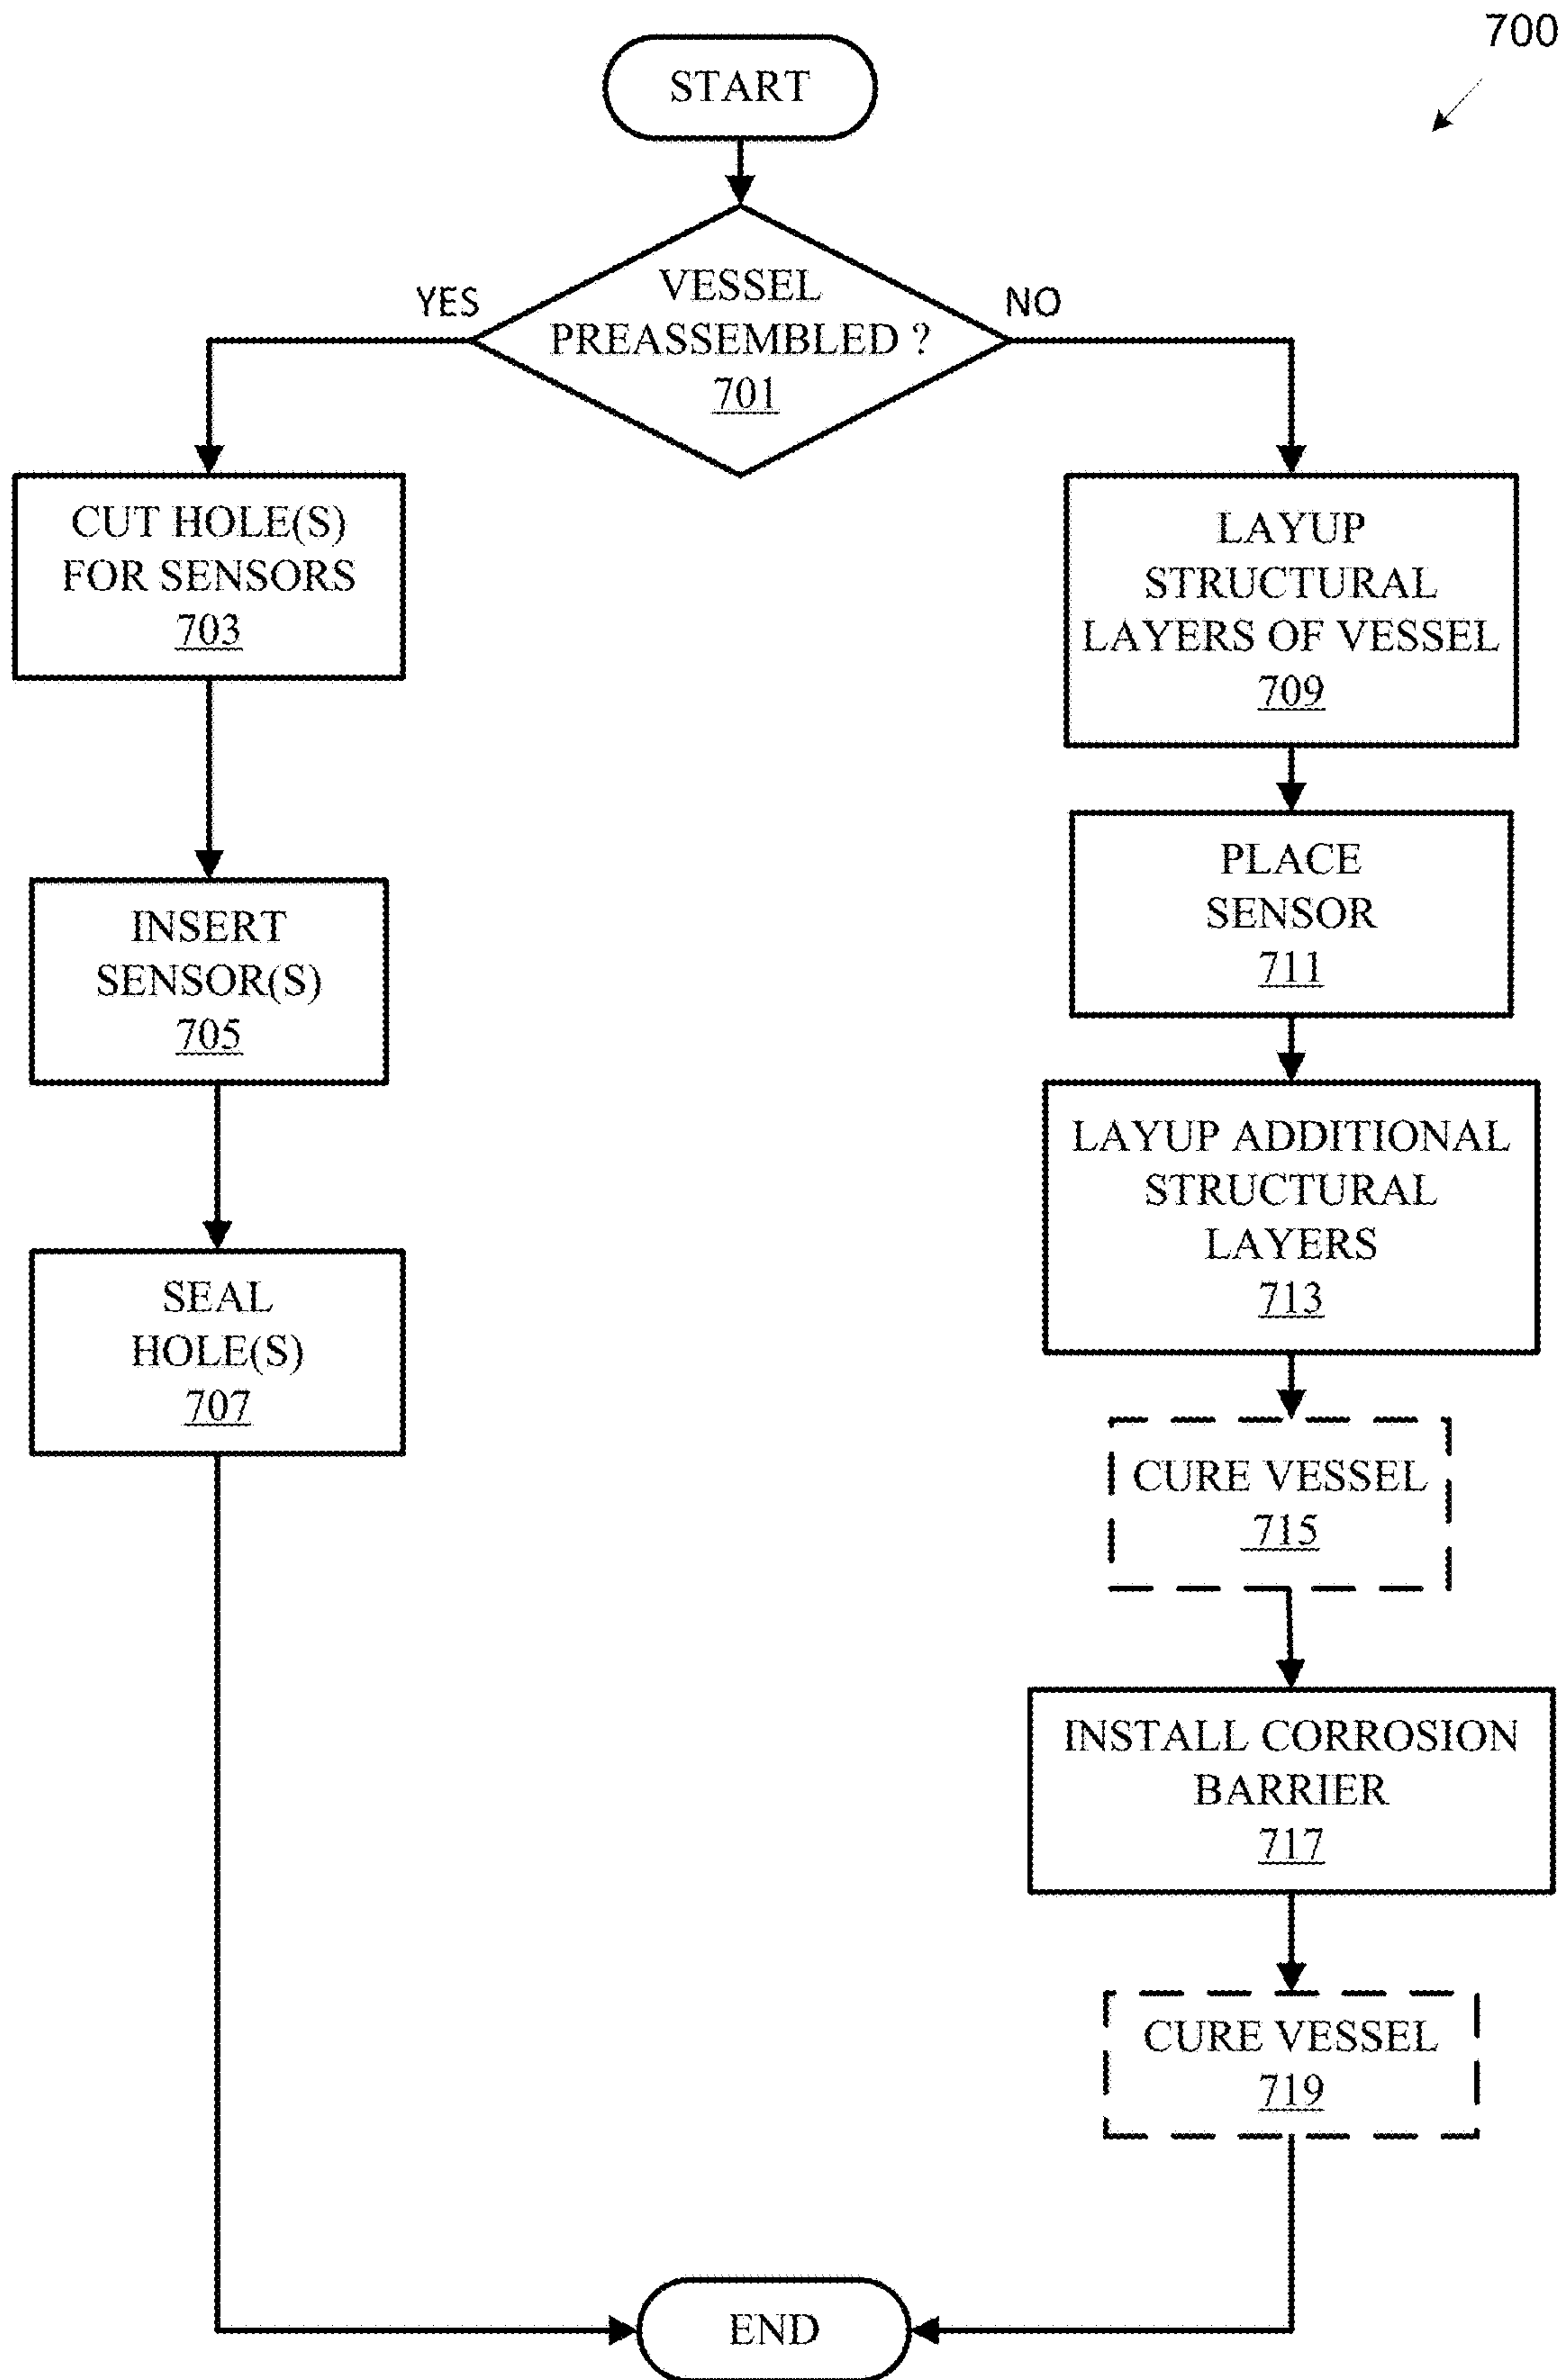 700
START
VESSEL
PREASSEMBLED ?
701
YES
NO
CUT HOLE(S)
FOR SENSORS
703
INSERT
SENSOR(S)
705
SEAL
HOLE(S)
707
LAYUP
STRUCTURAL
LAYERS OF VESSEL
709
PLACE
SENSOR
711
LAYUP ADDITIONAL
STRUCTURAL
LAYERS
713
CURE VESSEL
715
INSTALL CORROSION
BARRIER
717
CURE VESSEL
719
END